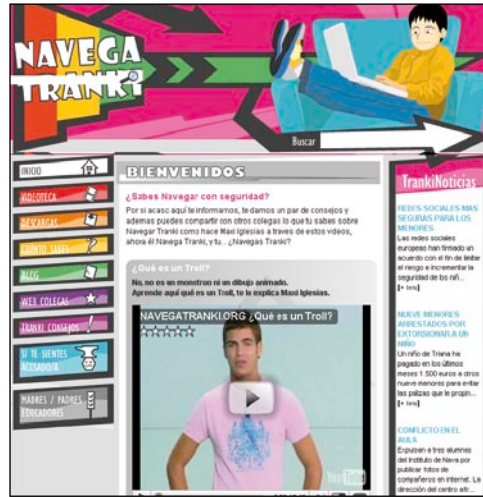 NAVEGA
TRANKI
Buscar
INICIO
VIDEOTECA
DESCARGAS
CUÁNTO SABES
BLOG
WEB COLEGAS
TRANKI CONSEJOS
SI TE SIENTES
ACOSADO/A
MADRES / PADRES
EDUCADORES
BIENVENIDOS
¿Sabes Navegar con seguridad?
Por si acaso aquí te informamos, te damos un par de consejos y
ademas puedes compartir con otros colegas lo que tu sabes sobre
Navegar Tranki como hace Maxi Iglesias a traves de estos videos,
ahora él Navega Tranki, y tu.. ¿Navegas Tranki?
¿Qué es un Troll?
No, no es un monstruo ni un dibujo animado.
Aprende aquí qué es un Troll, te lo explica Maxi Iglesias.
NAVEGATRANKI.ORG ¿Qué es un Troll?
YouTube
TrankiNoticias
REDES SOCIALES MAS
SEGURAS PARA LOS
MENORES
Las redes sociales
europeas han firmado un
acuerdo con el fin de limitar
el riesgo e incrementar la
seguridad de los niñ...
[+ info]
NUEVE MENORES
ARRESTADOS POR
EXTORSIONAR A UN
NIÑO
Un niño de Triana ha
pagado en los últimos
meses 1.500 euros a otros
nueve menores para evitar
las palizas que le propin...
[+ info]
CONFLICTO EN EL
AULA
Expulsan a tres alumnos
del Instituto de Nava por
publicar fotos de
compañeros en internet. La
dirección del centro afir...